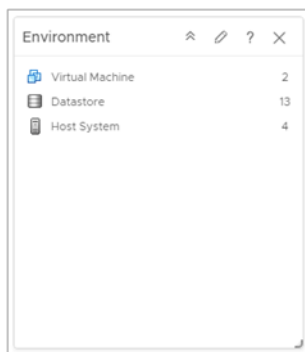 Environment ?
Virtual Machine 2
Datastore 13
Host System 4